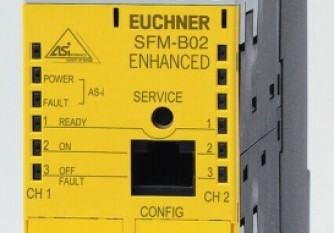 EUCHNER
SFM-B02
ENHANCED
ASi
POWER
FAULT
AS-i
SERVICE
1 READY 1
2 ON 2
3 OFF 3
FAULT
CH 1
CH 2
CONFIG